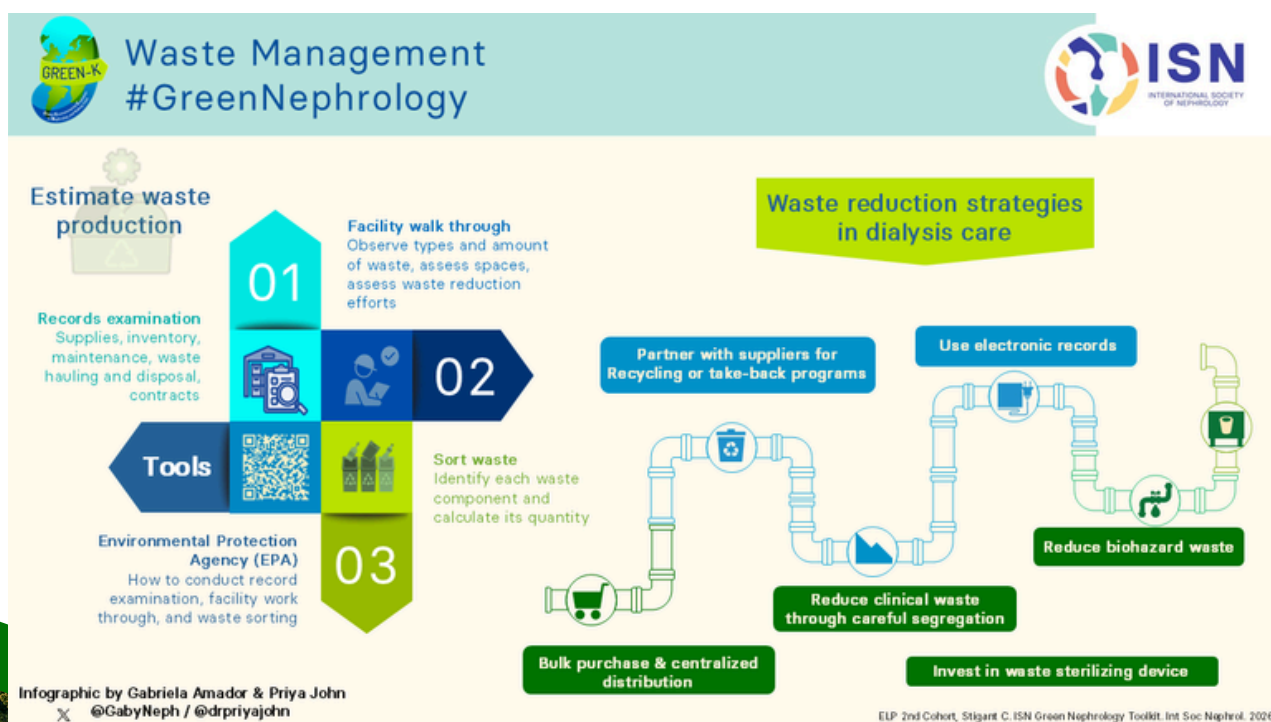 GREEN-K
Waste Management
#GreenNephrology
ISN
INTERNATIONAL SOCIETY
OF NEPHROLOGY
Estimate waste
production
01
Facility walk through
Observe types and amount
of waste, assess spaces,
assess waste reduction
efforts
Records examination
Supplies, inventory,
maintenance, waste
hauling and disposal,
contracts
02
Tools
Sort waste
Identify each waste
component and
calculate its quantity
Environmental Protection
Agency (EPA)
How to conduct record
examination, facility work
through, and waste sorting
03
Waste reduction strategies
in dialysis care
Partner with suppliers for
Recycling or take-back programs
Use electronic records
Reduce biohazard waste
Reduce clinical waste
through careful segregation
Bulk purchase & centralized
distribution
Invest in waste sterilizing device
Infographic by Gabriela Amador & Priya John
@GabyNeph / @drpriyajohn
ELP 2nd Cohort, Stigant C. ISN Green Nephrology Toolkit. Int Soc Nephrol.